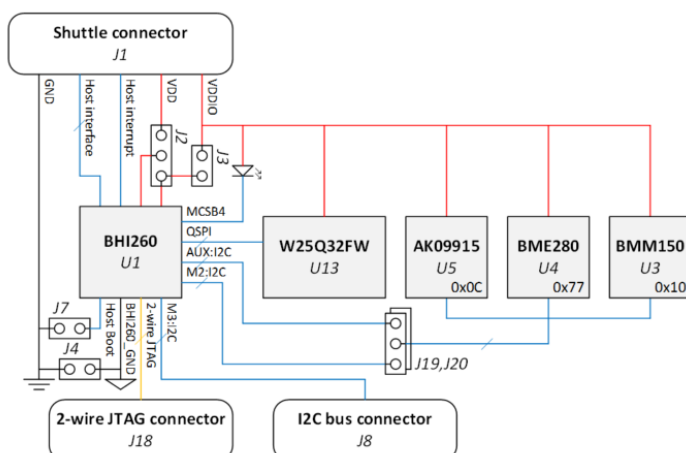 Shuttle connector
J1
GND
Host interface
Host interrupt
VDD
VDDIO
J2
J3
MCSB4
QSPI
AUX:I2C
M2:I2C
BHI260
U1
W25Q32FW
U13
AK09915
U5
0x0C
BME280
U4
0x77
BMM150
U3
0x10
J7
J4
Host Boot
BHI260_GND
2-wire JTAG
M3:I2C
J19,J20
2-wire JTAG connector
J18
I2C bus connector
J8